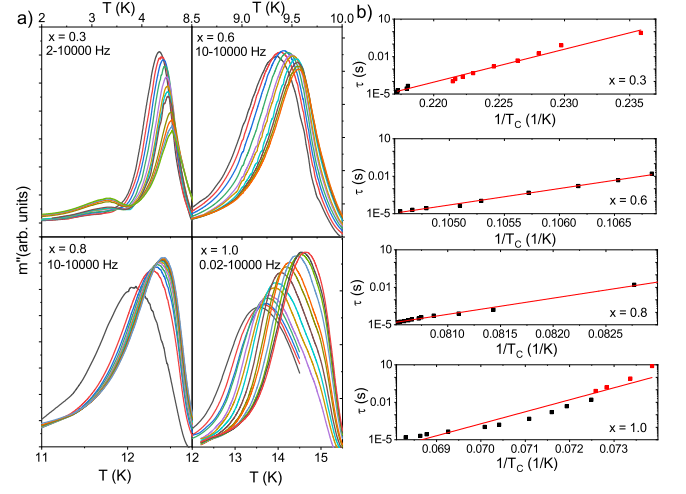 a)
T (K)
T (K)
2 3 4 5 8.5 9.0 9.5 10.0
x = 0.3
2-10000 Hz
x = 0.6
10-10000 Hz
m"(arb. units)
x = 0.8
10-10000 Hz
x = 1.0
0.02-10000 Hz
11 12 12 13 14 15
T (K)
T (K)
b)
τ (s)
10
0.01
1E-5
x = 0.3
0.220 0.225 0.230 0.235
1/T_C (1/K)
τ (s)
10
0.01
1E-5
x = 0.6
0.1050 0.1055 0.1060 0.1065
1/T_C (1/K)
τ (s)
10
0.01
1E-5
x = 0.8
0.0810 0.0815 0.0820 0.0825
1/T_C (1/K)
τ (s)
10
0.01
1E-5
x = 1.0
0.069 0.070 0.071 0.072 0.073
1/T_C (1/K)